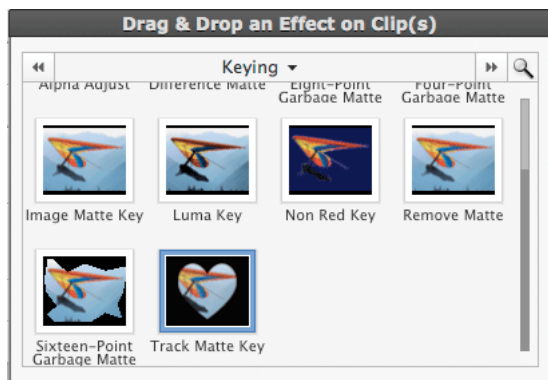 Drag & Drop an Effect on Clip(s)
Keying
Alpha Adjust Difference Matte Eight-Point Four-Point
Garbage Matte Garbage Matte
Image Matte Key Luma Key Non Red Key Remove Matte
Sixteen-Point Track Matte Key
Garbage Matte